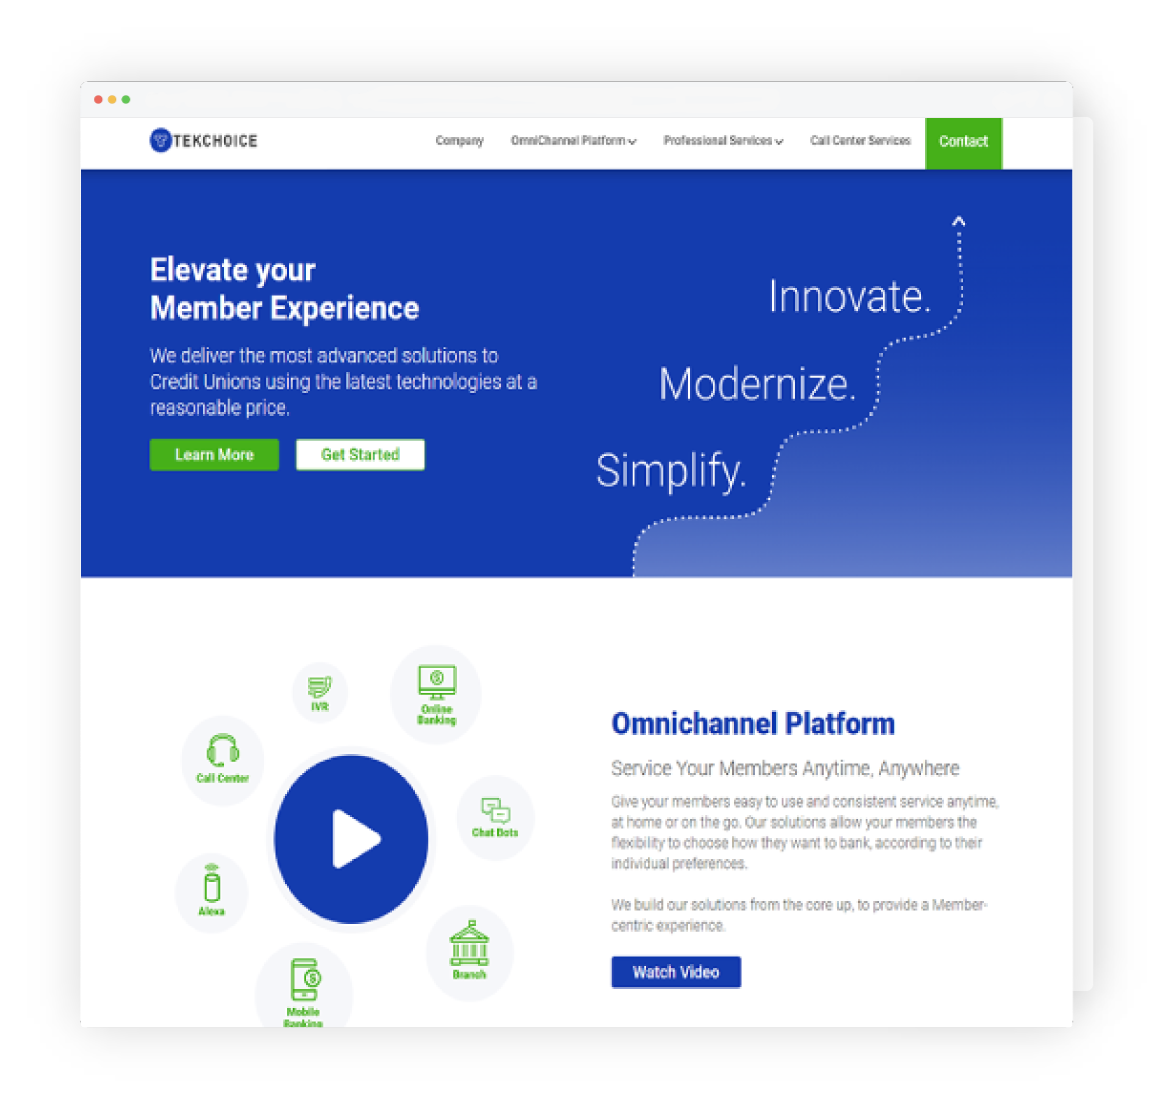 TEKCHOICE
Company
OmniChannel Platform
Professional Services
Call Center Services
Contact
Elevate your
Member Experience
We deliver the most advanced solutions to
Credit Unions using the latest technologies at a
reasonable price.
Learn More
Get Started
Innovate.
Modernize.
Simplify.
IVR
Online
Banking
Call Center
Chat Bots
Alexa
Branch
Mobile
Banking
Omnichannel Platform
Service Your Members Anytime, Anywhere
Give your members easy to use and consistent service anytime,
at home or on the go. Our solutions allow your members the
flexibility to choose how they want to bank, according to their
individual preferences.
We build our solutions from the core up, to provide a Member-
centric experience.
Watch Video